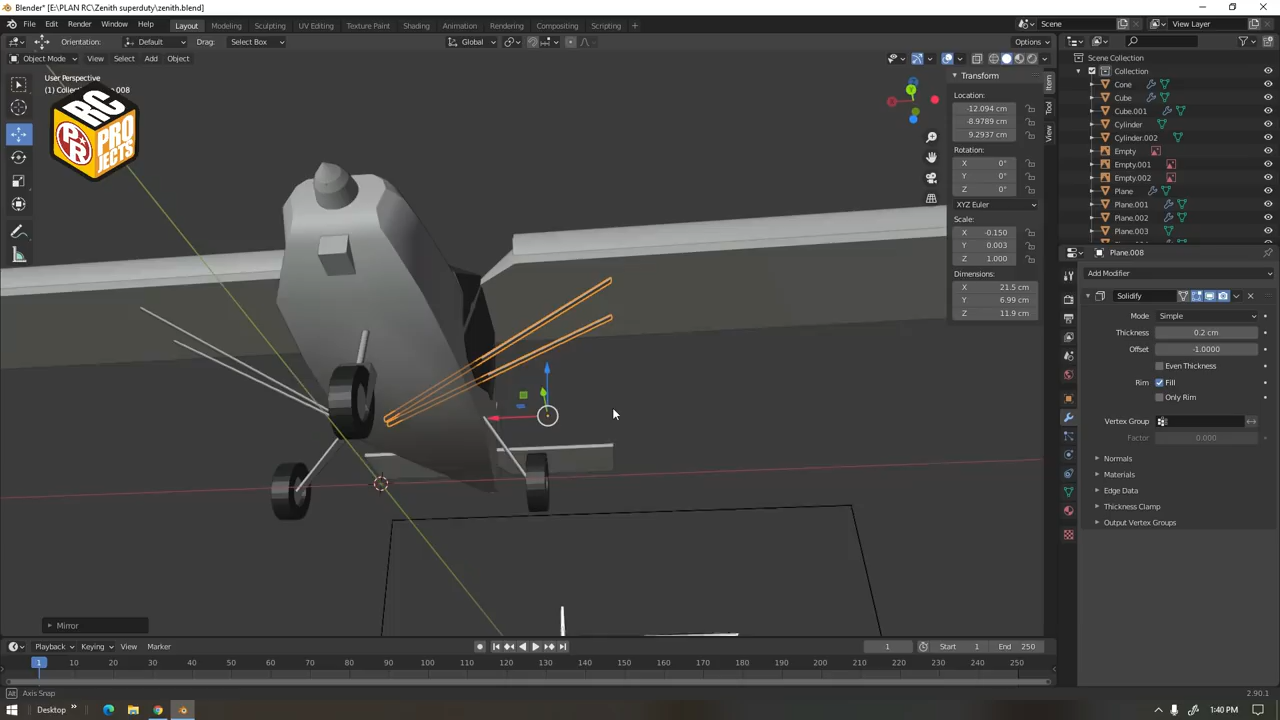 Blender* [E:\PLAN RC\Zenith superduty\zenith.blend]
File Edit Render Window Help Layout Modeling Sculpting UV Editing Texture Paint Shading Animation Rendering Compositing Scripting + Scene View Layer
Orientation: Default Drag: Select Box Global Options
Object Mode View Select Add Object
User Perspective
(1) Collec
.008
RC
PR
PROJECTS
Transform
Location:
-12.094 cm
-8.9789 cm
9.2937 cm
Rotation:
X 0°
Y 0°
Z 0°
XYZ Euler
Scale:
X -0.150
Y 0.003
Z 1.000
Dimensions:
X 21.5 cm
Y 6.99 cm
Z 11.9 cm
Item
Tool
View
Scene Collection
Collection
Cone
Cube
Cube.001
Cylinder
Cylinder.002
Empty
Empty.001
Empty.002
Plane
Plane.001
Plane.002
Plane.003
Plane.008
Add Modifier
Solidify
Mode Simple
Thickness 0.2 cm
Offset -1.0000
Even Thickness
Rim Fill
Only Rim
Vertex Group
Factor 0.000
Normals
Materials
Edge Data
Thickness Clamp
Output Vertex Groups
Mirror
Playback Keying View Marker 1 Start 1 End 250
1 10 20 30 40 50 60 70 80 90 100 110 120 130 140 150 160 170 180 190 200 210 220 230 240 250
Axis Snap 2.90.1
Desktop 1:40 PM